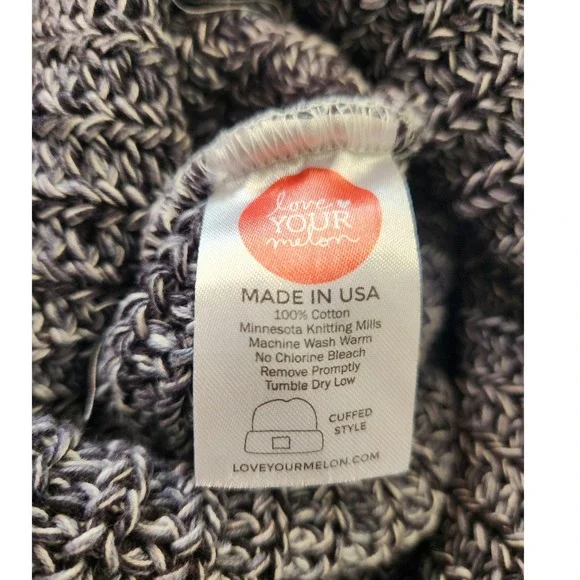 love
YOUR
melon
MADE IN USA
100% Cotton
Minnesota Knitting Mills
Machine Wash Warm
No Chlorine Bleach
Remove Promptly
Tumble Dry Low
CUFFED
STYLE
LOVEYOURMELON.COM